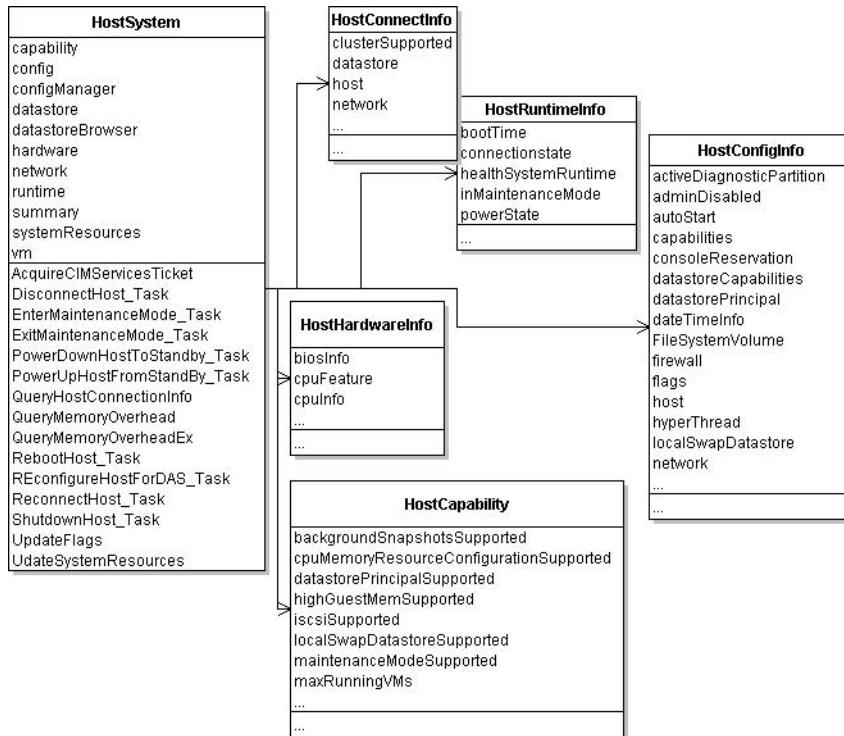 HostSystem
capability
config
configManager
datastore
datastoreBrowser
hardware
network
runtime
summary
systemResources
vm
AcquireCIMServicesTicket
DisconnectHost_Task
EnterMaintenanceMode_Task
ExitMaintenanceMode_Task
PowerDownHostToStandby_Task
PowerUpHostFromStandBy_Task
QueryHostConnectionInfo
QueryMemoryOverhead
QueryMemoryOverheadEx
RebootHost_Task
REconfigureHostForDAS_Task
ReconnectHost_Task
ShutdownHost_Task
UpdateFlags
UdateSystemResources
HostConnectInfo
clusterSupported
datastore
host
network
...
...
HostRuntimeInfo
bootTime
connectionstate
healthSystemRuntime
inMaintenanceMode
powerState
...
HostConfigInfo
activeDiagnosticPartition
adminDisabled
autoStart
capabilities
consoleReservation
datastoreCapabilities
datastorePrincipal
dateTimeInfo
FileSystemVolume
firewall
flags
host
hyperThread
localSwapDatastore
network
...
...
HostHardwareInfo
biosInfo
cpuFeature
cpuInfo
...
...
HostCapability
backgroundSnapshotsSupported
cpuMemoryResourceConfigurationSupported
datastorePrincipalSupported
highGuestMemSupported
iscsiSupported
localSwapDatastoreSupported
maintenanceModeSupported
maxRunningVMs
...
...